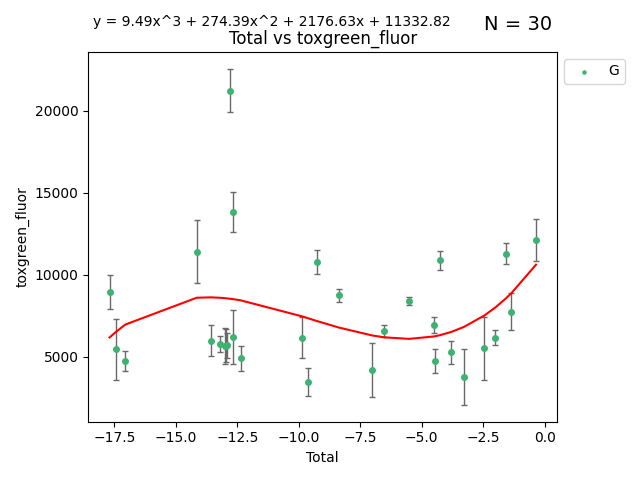 y = 9.49x^3 + 274.39x^2 + 2176.63x + 11332.82
N = 30
Total vs toxgreen_fluor
G
toxgreen_fluor
20000
15000
10000
5000
−17.5 −15.0 −12.5 −10.0 −7.5 −5.0 −2.5 0.0
Total